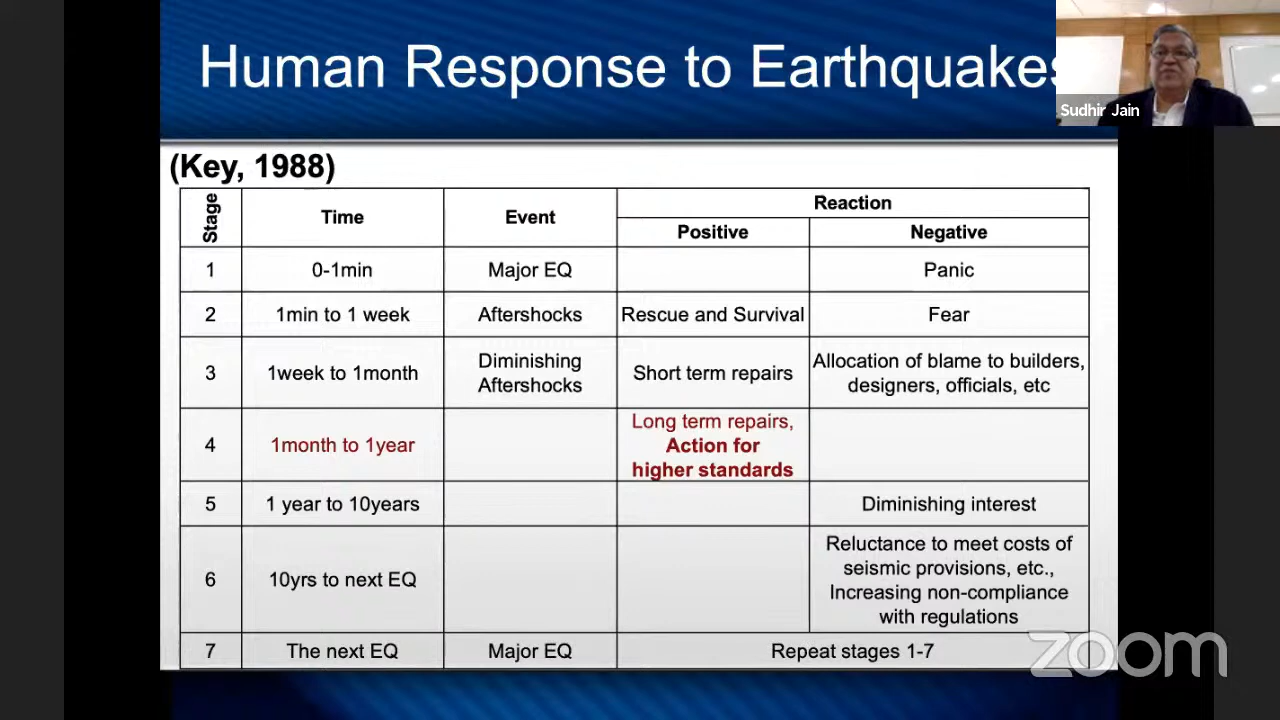 Human Response to Earthquakes
Sudhir Jain
(Key, 1988)
Stage
Time
Event
Reaction
Positive
Negative
1
0-1min
Major EQ
Panic
2
1min to 1 week
Aftershocks
Rescue and Survival
Fear
3
1week to 1month
Diminishing
Aftershocks
Short term repairs
Allocation of blame to builders,
designers, officials, etc
4
1month to 1year
Long term repairs,
Action for
higher standards
5
1 year to 10years
Diminishing interest
6
10yrs to next EQ
Reluctance to meet costs of
seismic provisions, etc.,
Increasing non-compliance
with regulations
7
The next EQ
Major EQ
Repeat stages 1-7
zoom